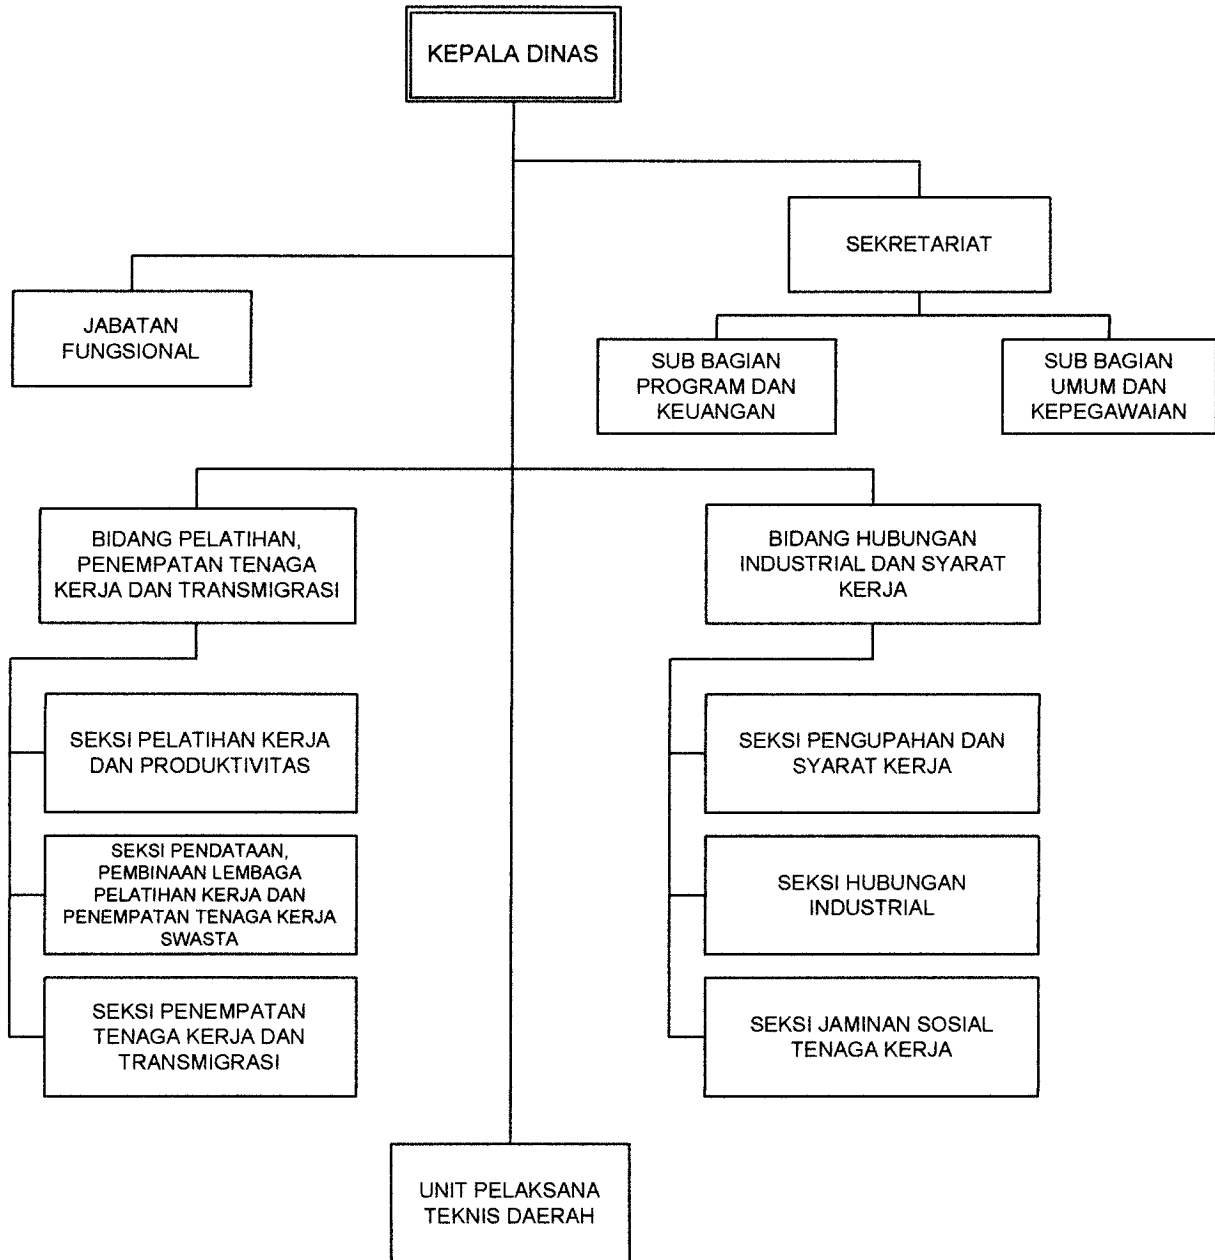 KEPALA DINAS
SEKRETARIAT
JABATAN
FUNGSIONAL
SUB BAGIAN
PROGRAM DAN
KEUANGAN
SUB BAGIAN
UMUM DAN
KEPEGAWAIAN
BIDANG PELATIHAN,
PENEMPATAN TENAGA
KERJA DAN TRANSMIGRASI
BIDANG HUBUNGAN
INDUSTRIAL DAN SYARAT
KERJA
SEKSI PELATIHAN KERJA
DAN PRODUKTIVITAS
SEKSI PENDATAAN,
PEMBINAAN LEMBAGA
PELATIHAN KERJA DAN
PENEMPATAN TENAGA KERJA
SWASTA
SEKSI PENEMPATAN
TENAGA KERJA DAN
TRANSMIGRASI
SEKSI PENGUPAHAN DAN
SYARAT KERJA
SEKSI HUBUNGAN
INDUSTRIAL
SEKSI JAMINAN SOSIAL
TENAGA KERJA
UNIT PELAKSANA
TEKNIS DAERAH